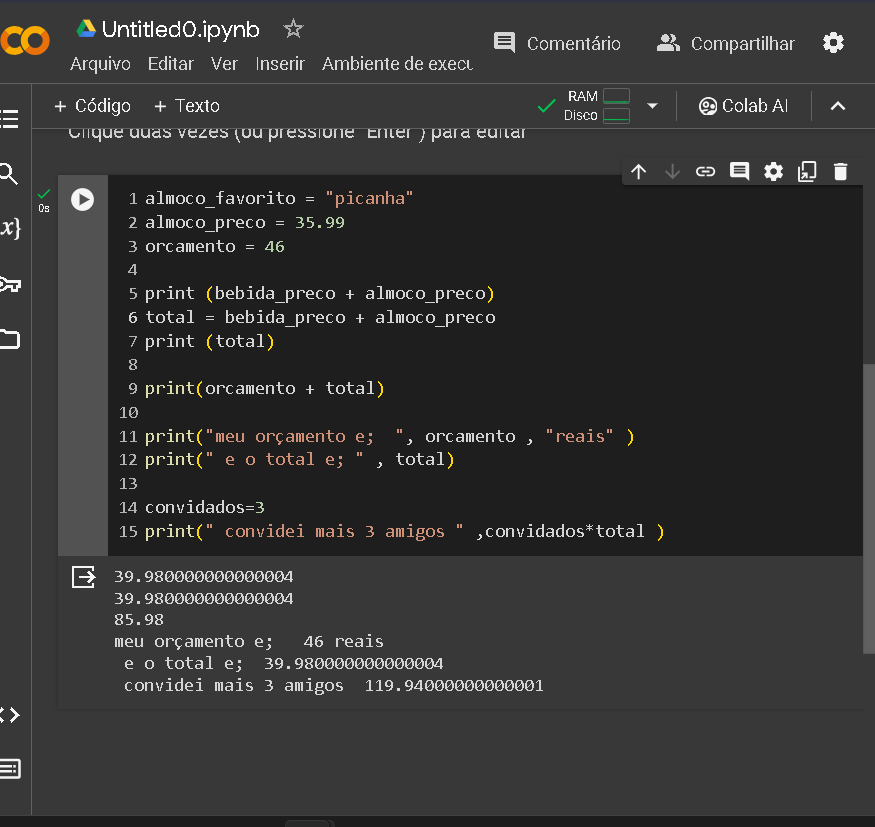 Untitled0.ipynb
Comentário
Compartilhar
Arquivo Editar Ver Inserir Ambiente de execu
+ Código + Texto
RAM
Disco
Colab AI
Clique duas vezes (ou pressione "Enter") para editar
0s
1 almoco_favorito = "picanha"
2 almoco_preco = 35.99
3 orcamento = 46
4
5 print (bebida_preco + almoco_preco)
6 total = bebida_preco + almoco_preco
7 print (total)
8
9 print(orcamento + total)
10
11 print("meu orçamento e;  ", orcamento , "reais" )
12 print(" e o total e; " , total)
13
14 convidados=3
15 print(" convidei mais 3 amigos " ,convidados*total )
39.980000000000004
39.980000000000004
85.98
meu orçamento e;   46 reais
 e o total e;  39.980000000000004
 convidei mais 3 amigos  119.94000000000001